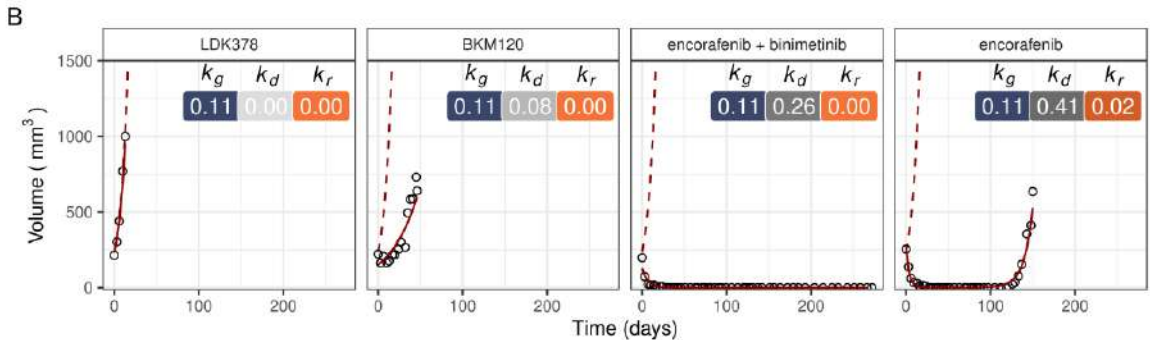 B
LDK378 BKM120 encorafenib + binimetinib encorafenib
1500 kg kd kr kg kd kr kg kd kr kg kd kr
0.11 0.00 0.00 0.11 0.08 0.00 0.11 0.26 0.00 0.11 0.41 0.02
1000
500
0
Volume ( mm³ )
0 100 200 0 100 200 0 100 200 0 100 200
Time (days)